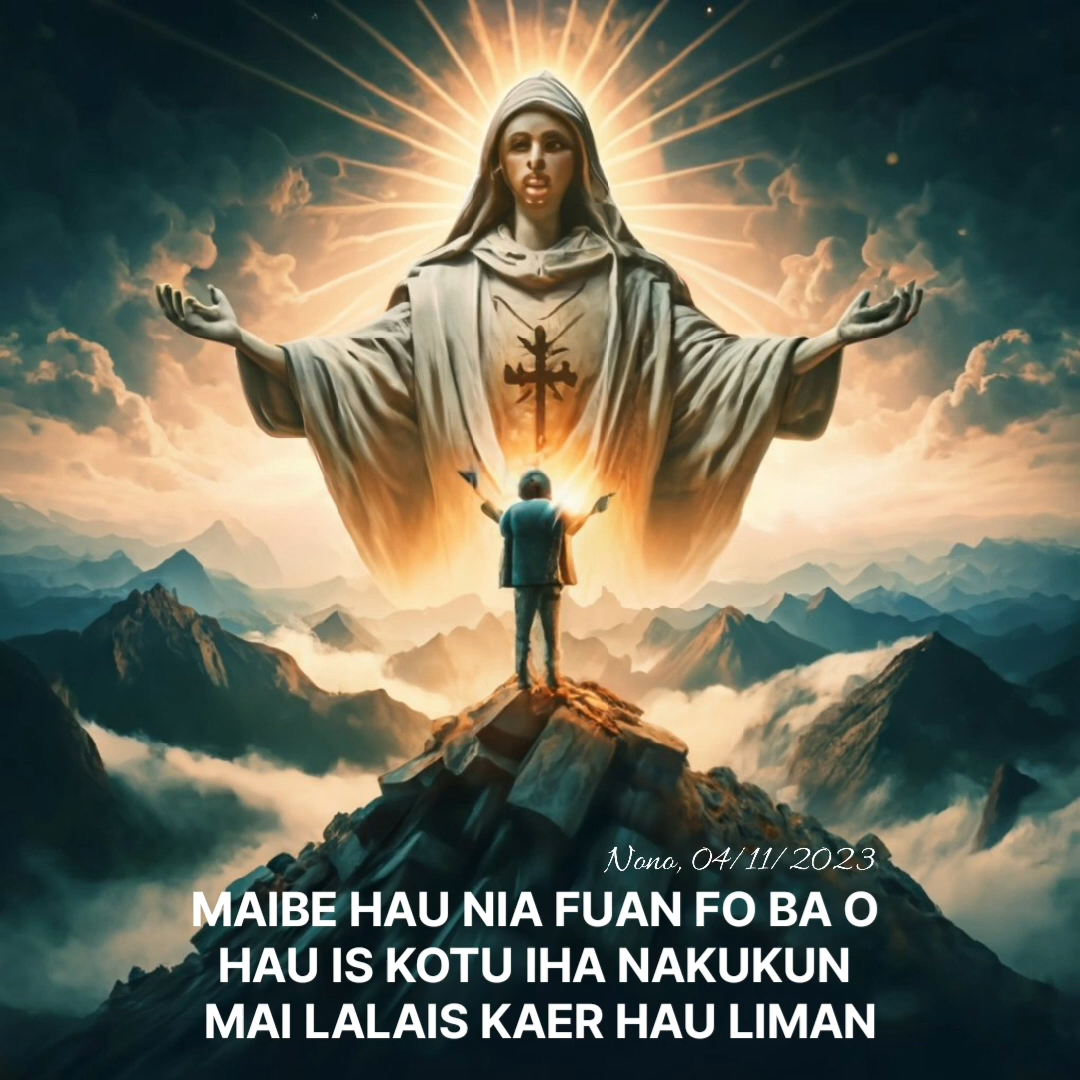 Nono, 04/11/2023
MAIBE HAU NIA FUAN FO BA O
HAU IS KOTU IHA NAKUKUN
MAI LALAIS KAER HAU LIMAN